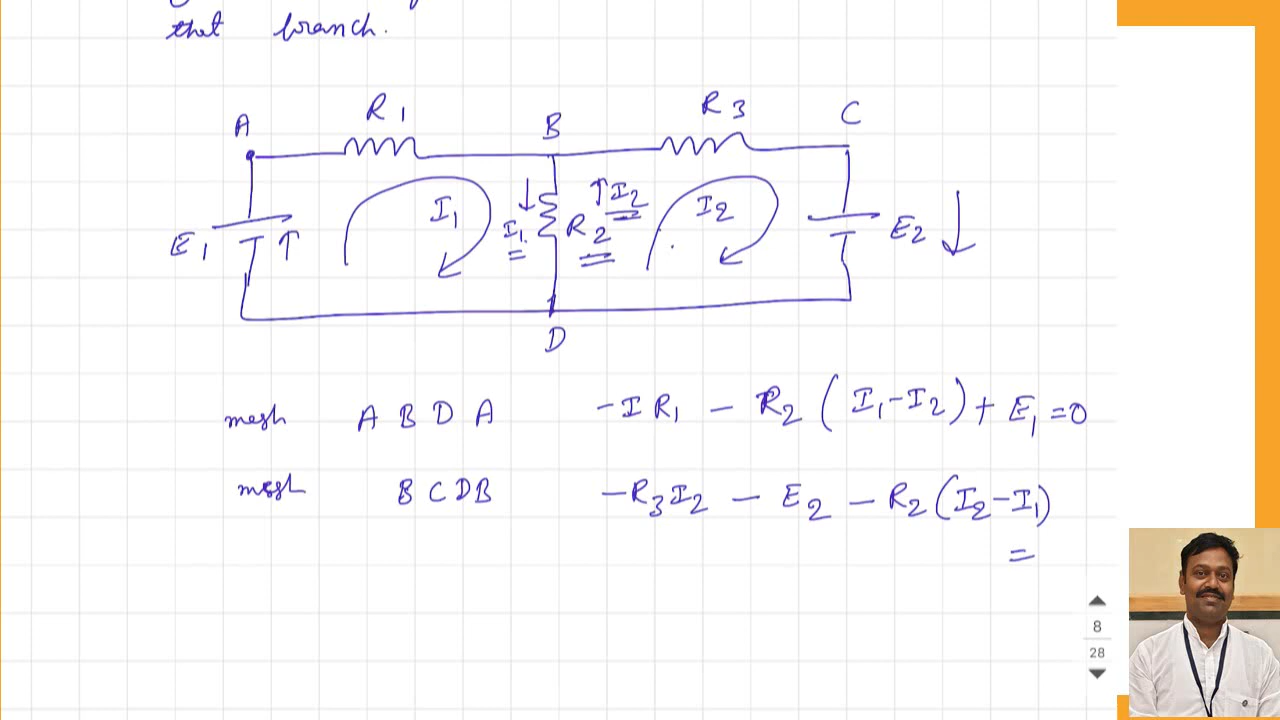 that branch.
R1 R3
A B C
I1 I1 R2 I2 I2
E1 E2
D
mesh A B D A -I R1 - R2 (I1-I2) + E1 =0
mesh B C D B -R3I2 - E2 - R2 (I2-I1)
=
8
28